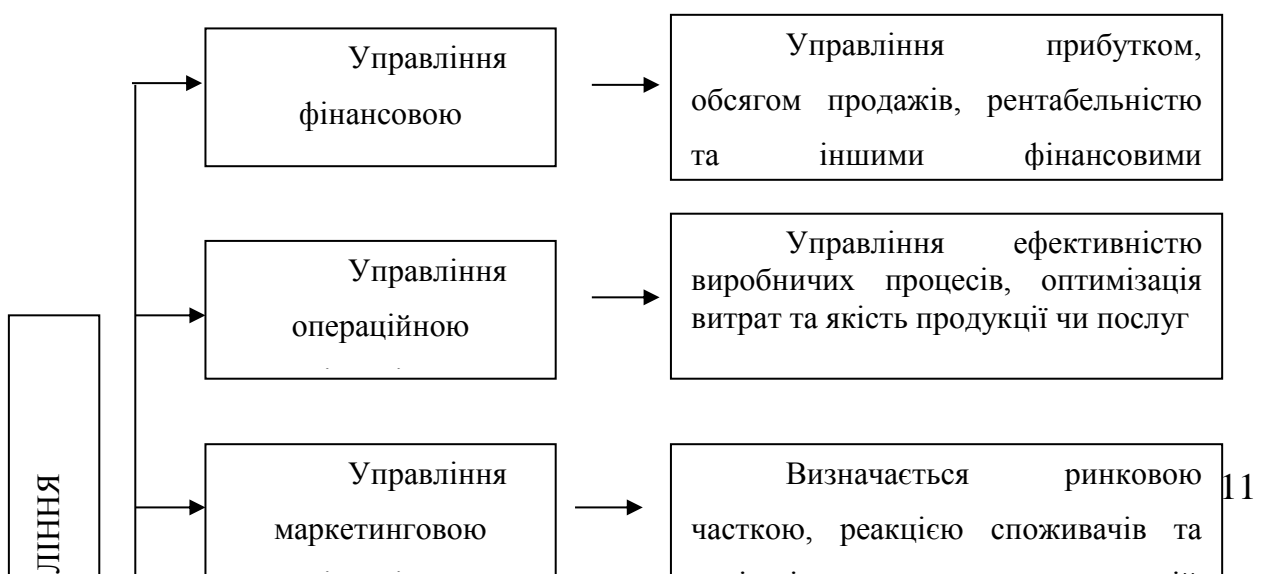 Управління
фінансовою
Управління прибутком,
обсягом продажів, рентабельністю
та іншими фінансовими
Управління
операційною
Управління ефективністю
виробничих процесів, оптимізація
витрат та якість продукції чи послуг
Управління
маркетинговою
Визначається ринковою
часткою, реакцією споживачів та
11
ЛІННЯ